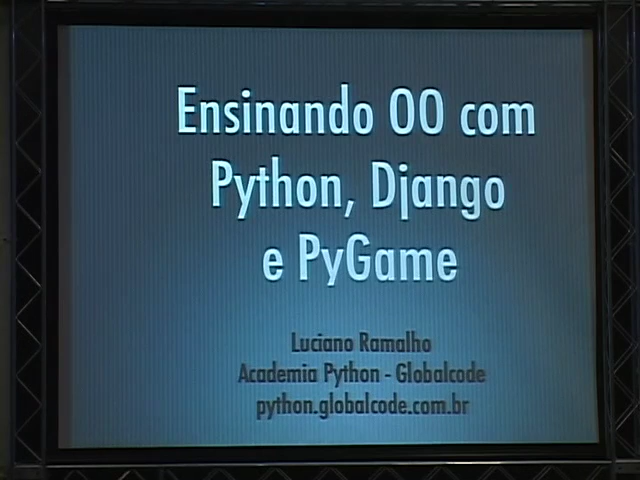 Ensinando OO com
Python, Django
e PyGame
Luciano Ramalho
Academia Python - Globalcode
python.globalcode.com.br